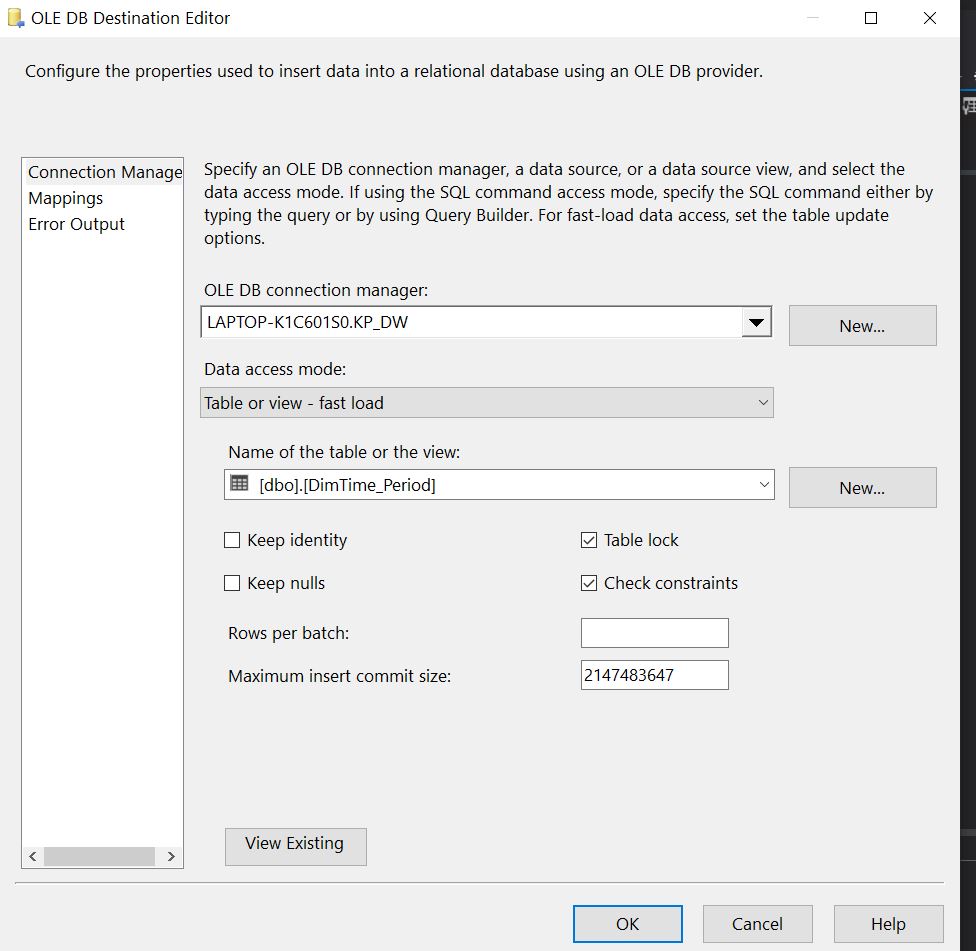 OLE DB Destination Editor
Configure the properties used to insert data into a relational database using an OLE DB provider.
Connection Manage
Mappings
Error Output
Specify an OLE DB connection manager, a data source, or a data source view, and select the
data access mode. If using the SQL command access mode, specify the SQL command either by
typing the query or by using Query Builder. For fast-load data access, set the table update
options.
OLE DB connection manager:
LAPTOP-K1C601S0.KP_DW
New...
Data access mode:
Table or view - fast load
Name of the table or the view:
[dbo].[DimTime_Period]
New...
Keep identity
Table lock
Keep nulls
Check constraints
Rows per batch:
Maximum insert commit size:
2147483647
View Existing
OK
Cancel
Help